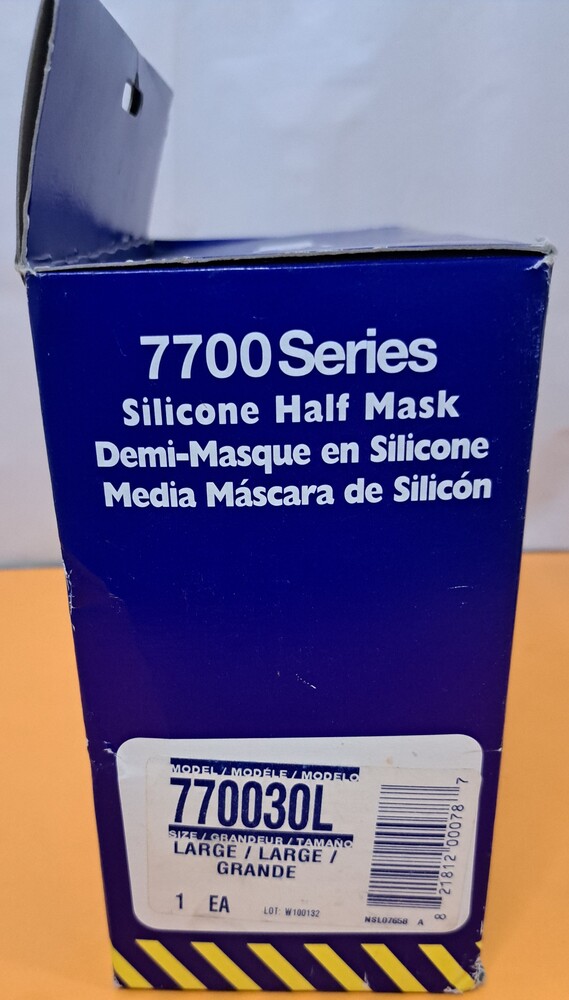 7700 Series
Silicone Half Mask
Demi-Masque en Silicone
Media Máscara de Silicón
MODEL / MODÈLE / MODELO
770030L
SIZE / GRANDEUR / TAMAÑO
LARGE / LARGE /
GRANDE
1 EA
LOT: W100132
NSL07658 A
8 21812 00078 7